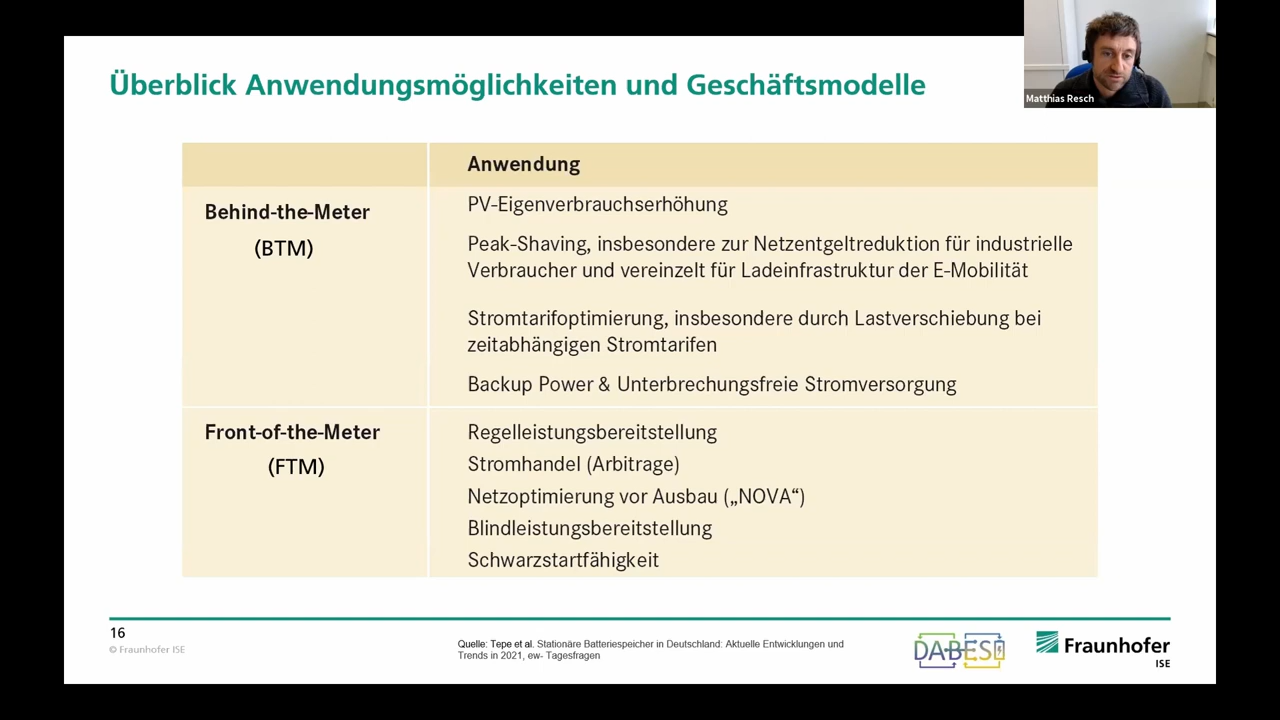 Überblick Anwendungsmöglichkeiten und Geschäftsmodelle
Matthias Resch
Anwendung
Behind-the-Meter
(BTM)
PV-Eigenverbrauchserhöhung
Peak-Shaving, insbesondere zur Netzentgeltreduktion für industrielle
Verbraucher und vereinzelt für Ladeinfrastruktur der E-Mobilität
Stromtarifoptimierung, insbesondere durch Lastverschiebung bei
zeitabhängigen Stromtarifen
Backup Power & Unterbrechungsfreie Stromversorgung
Front-of-the-Meter
(FTM)
Regelleistungsbereitstellung
Stromhandel (Arbitrage)
Netzoptimierung vor Ausbau („NOVA“)
Blindleistungsbereitstellung
Schwarzstartfähigkeit
16
© Fraunhofer ISE
Quelle: Tepe et al. Stationäre Batteriespeicher in Deutschland: Aktuelle Entwicklungen und
Trends in 2021, ew- Tagesfragen
DABESI
Fraunhofer
ISE